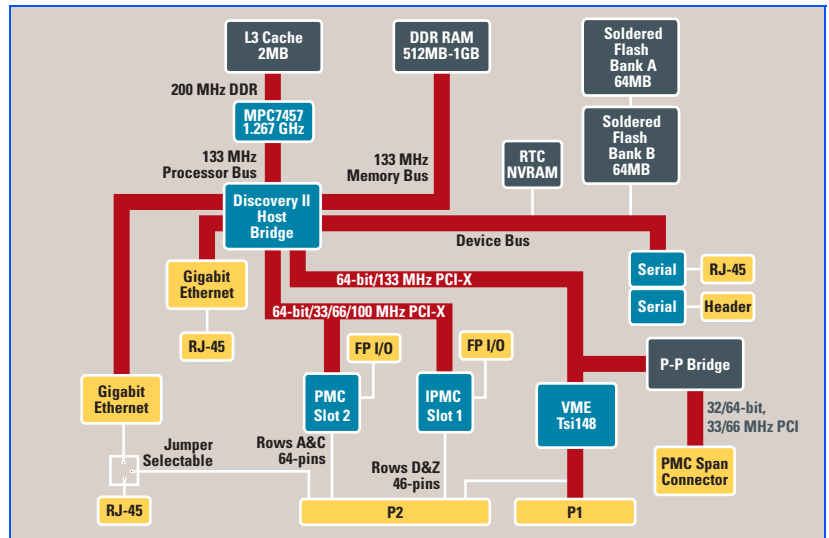 L3 Cache
2MB
DDR RAM
512MB-1GB
Soldered
Flash
Bank A
64MB
200 MHz DDR
MPC7457
1.267 GHz
133 MHz
Processor Bus
133 MHz
Memory Bus
RTC
NVRAM
Soldered
Flash
Bank B
64MB
Discovery II
Host
Bridge
Device Bus
Gigabit
Ethernet
64-bit/133 MHz PCI-X
Serial
RJ-45
Serial
Header
64-bit/33/66/100 MHz PCI-X
RJ-45
FP I/O
FP I/O
P-P Bridge
Gigabit
Ethernet
PMC
Slot 2
IPMC
Slot 1
VME
Tsi148
32/64-bit,
33/66 MHz PCI
Jumper
Selectable
Rows A&C
64-pins
Rows D&Z
46-pins
PMC Span
Connector
RJ-45
P2
P1